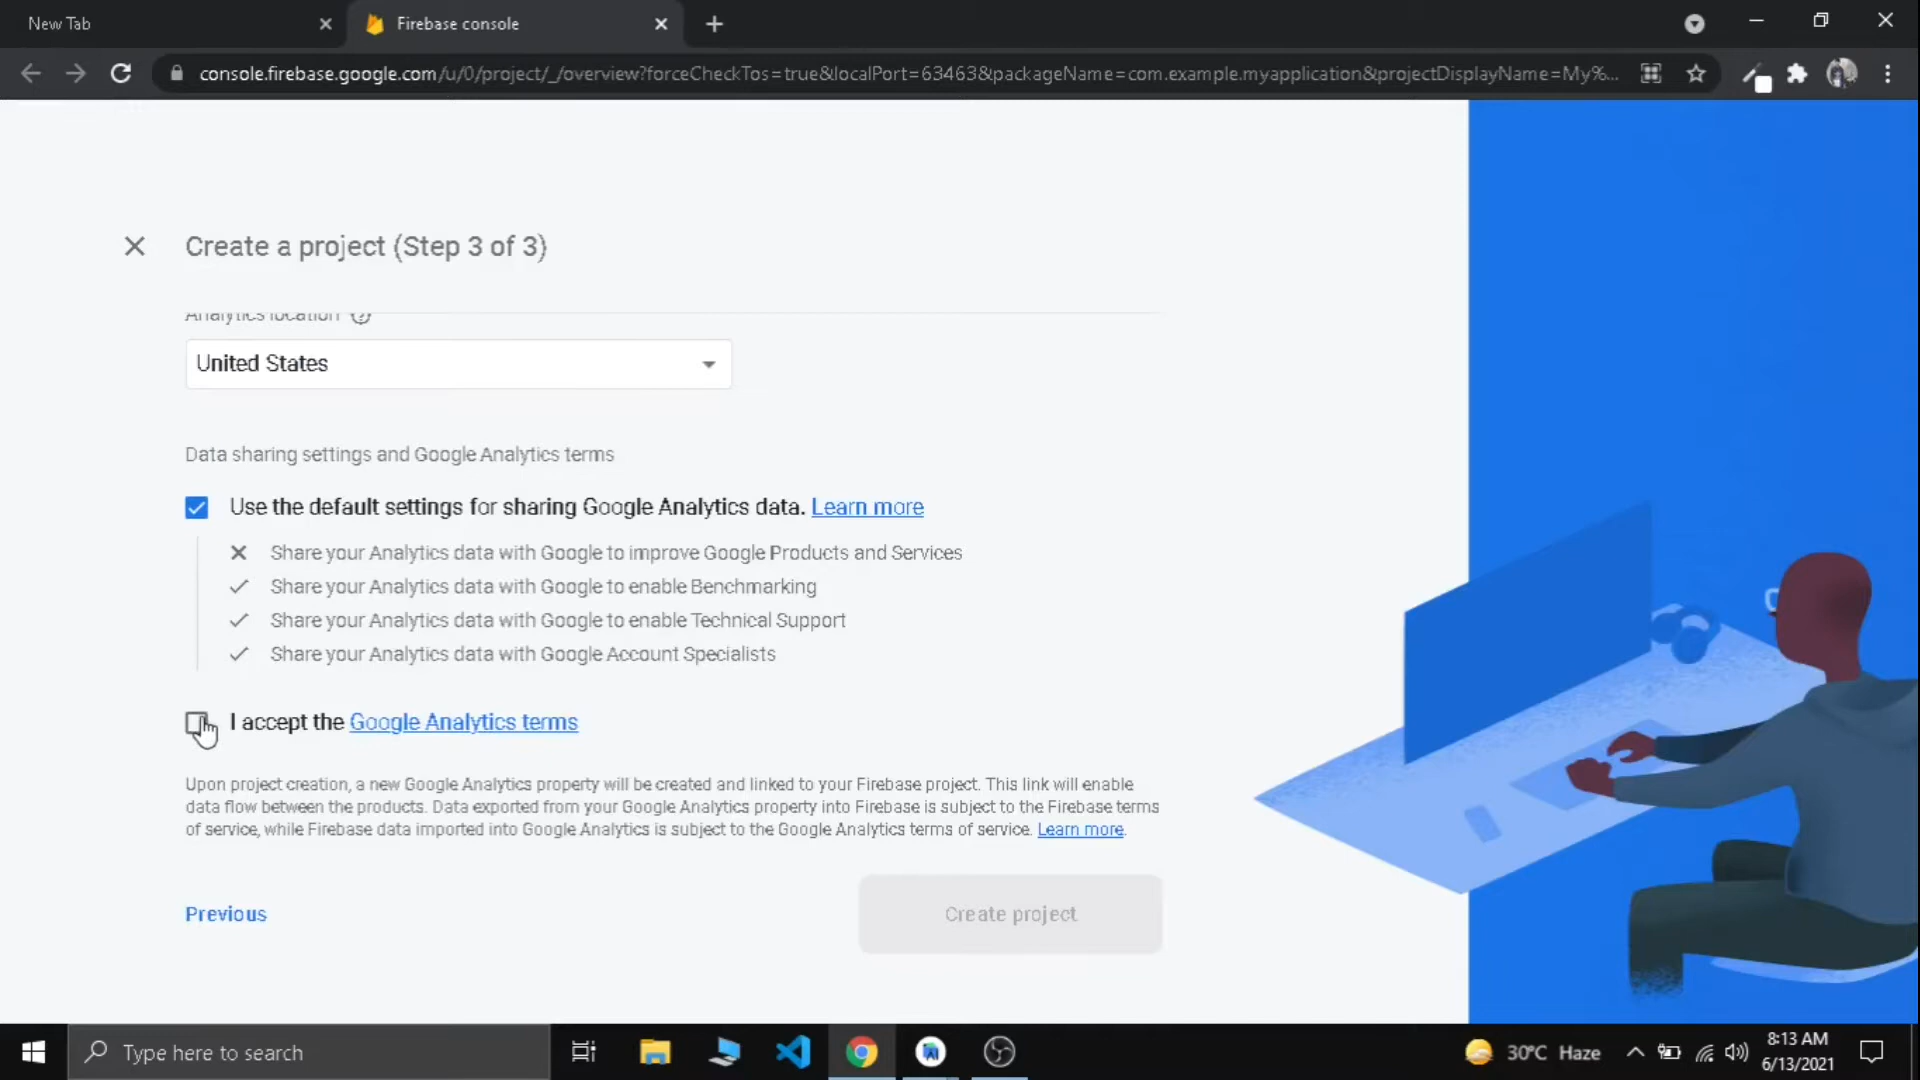 New Tab
Firebase console
console.firebase.google.com/u/0/project/_/overview?forceCheckTos=true&localPort=63463&packageName=com.example.myapplication&projectDisplayName=My%...
Create a project (Step 3 of 3)
Analytics location
United States
Data sharing settings and Google Analytics terms
Use the default settings for sharing Google Analytics data. Learn more
Share your Analytics data with Google to improve Google Products and Services
Share your Analytics data with Google to enable Benchmarking
Share your Analytics data with Google to enable Technical Support
Share your Analytics data with Google Account Specialists
I accept the Google Analytics terms
Upon project creation, a new Google Analytics property will be created and linked to your Firebase project. This link will enable
data flow between the products. Data exported from your Google Analytics property into Firebase is subject to the Firebase terms
of service, while Firebase data imported into Google Analytics is subject to the Google Analytics terms of service. Learn more.
Previous
Create project
Type here to search
30°C Haze
8:13 AM
6/13/2021